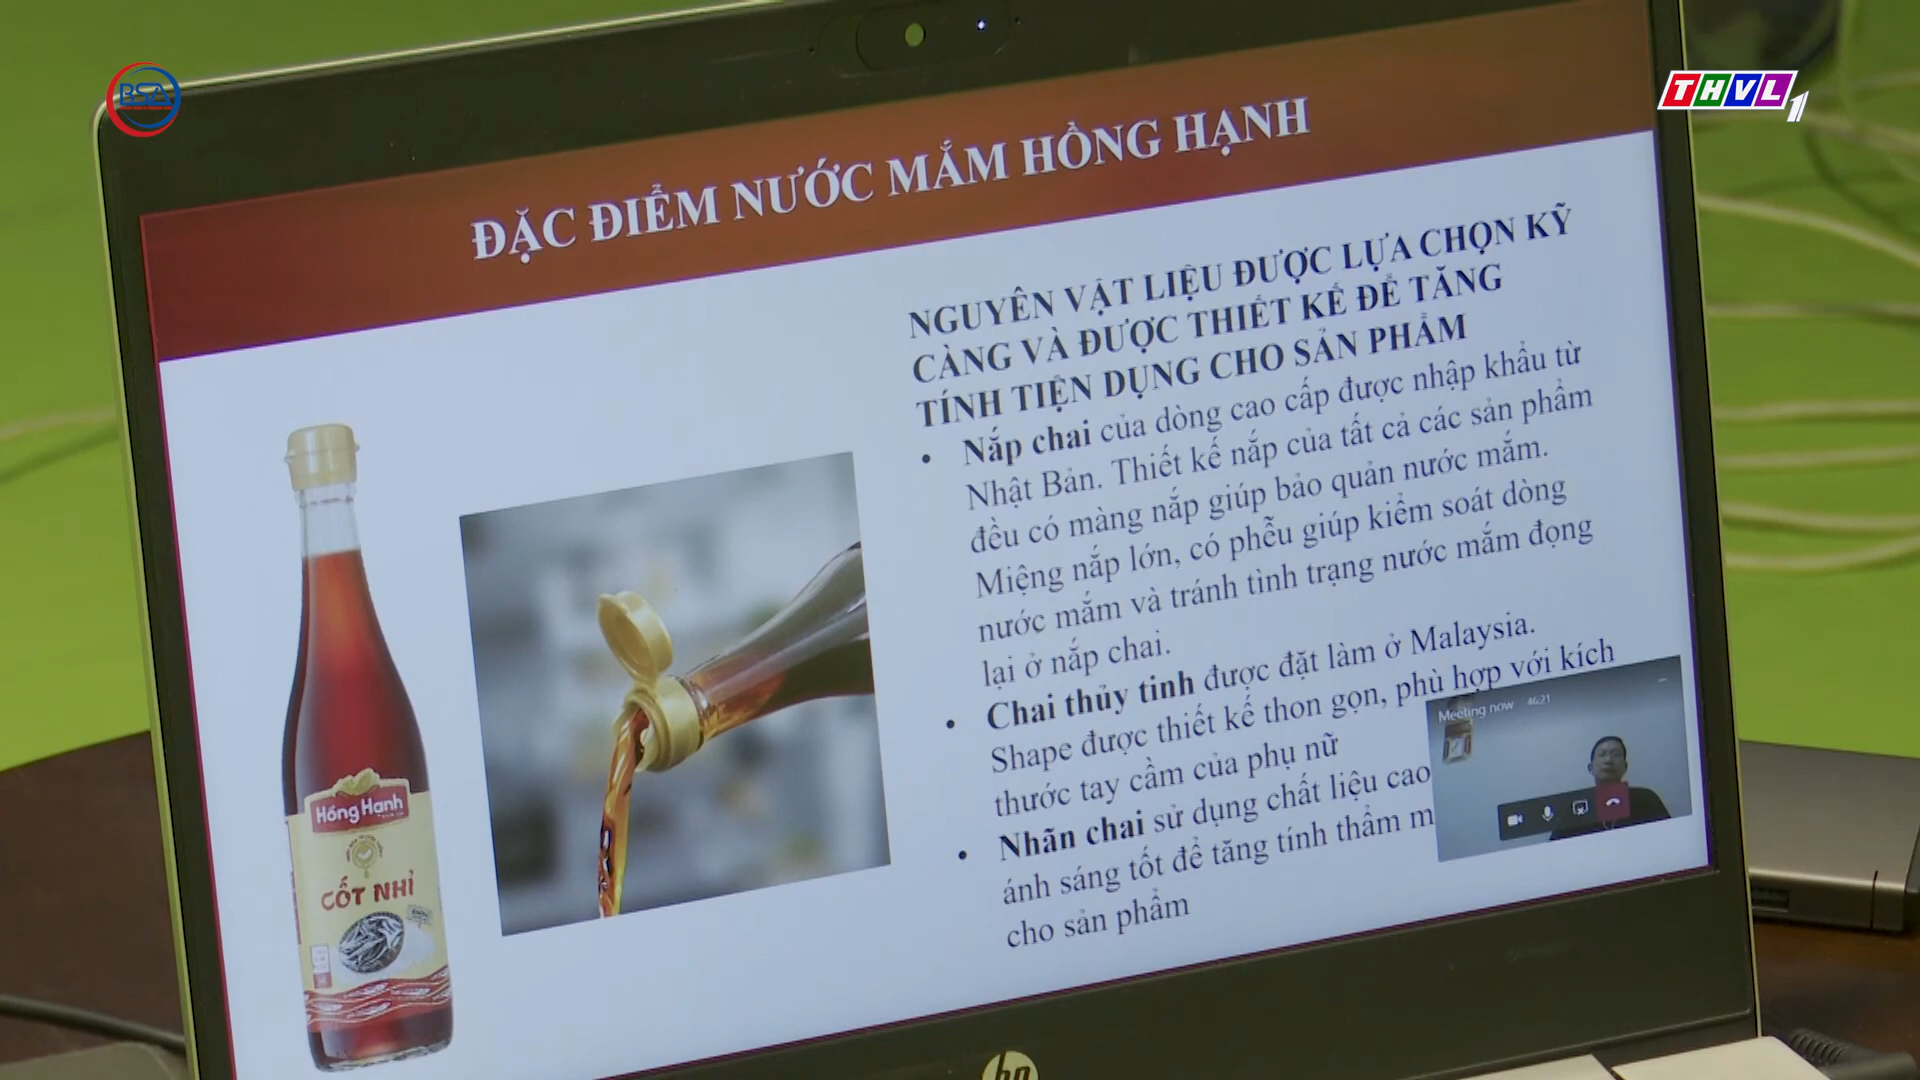 BSA
THVL1
ĐẶC ĐIỂM NƯỚC MẮM HỒNG HẠNH
NGUYÊN VẬT LIỆU ĐƯỢC LỰA CHỌN KỸ
CÀNG VÀ ĐƯỢC THIẾT KẾ ĐỂ TĂNG
TÍNH TIỆN DỤNG CHO SẢN PHẨM
• Nắp chai của dòng cao cấp được nhập khẩu từ
Nhật Bản. Thiết kế nắp của tất cả các sản phẩm
đều có màng nắp giúp bảo quản nước mắm.
Miệng nắp lớn, có phễu giúp kiểm soát dòng
nước mắm và tránh tình trạng nước mắm đọng
lại ở nắp chai.
• Chai thủy tinh được đặt làm ở Malaysia.
Shape được thiết kế thon gọn, phù hợp với kích
thước tay cầm của phụ nữ
• Nhãn chai sử dụng chất liệu cao
ánh sáng tốt để tăng tính thẩm m
cho sản phẩm
Meeting now 46:21
Hồng Hạnh
CỐT NHỈ
hp